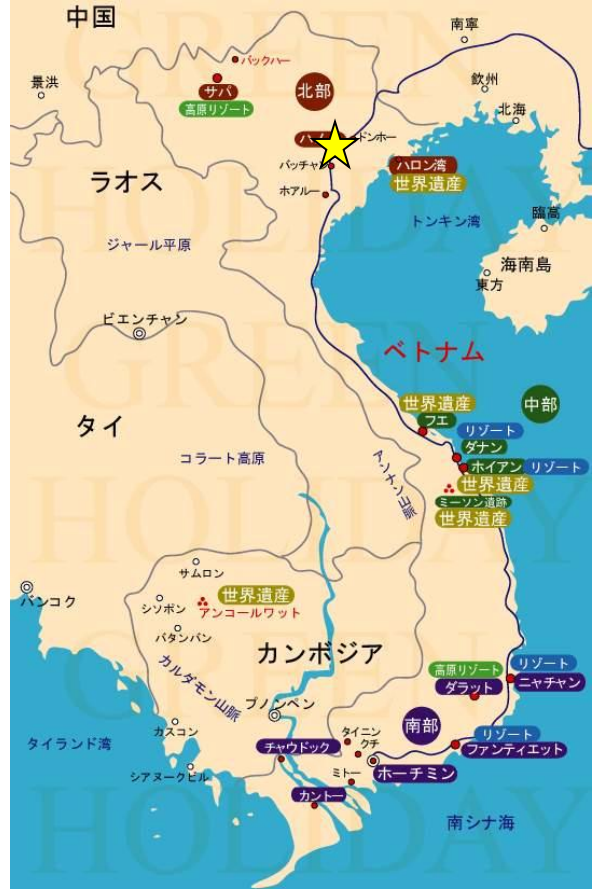 中国
南寧
バックハー
景洪
サパ
高原リゾート
北部
欽州
北海
ドンホー
バッチャン
ハロン湾
世界遺産
ラオス
ホアルー
トンキン湾
臨高
ジャール平原
海南島
東方
ビエンチャン
ベトナム
世界遺産
中部
フエ
リゾート
タイ
ダナン
コラート高原
アンナン山脈
ホイアン
リゾート
世界遺産
ミーソン遺跡
世界遺産
サムロン
バンコク
シソポン
世界遺産
アンコールワット
バタンバン
カンボジア
カルダモン山脈
高原リゾート
リゾート
ダラット
ニャチャン
プノンペン
カスコン
南部
リゾート
タイランド湾
チャウドック
タイニン
クチ
ファンティエット
シアヌークビル
ミトー
ホーチミン
カントー
南シナ海
GREEN
HOLIDAY
GREEN
HOLIDAY
GREEN
HOLIDAY